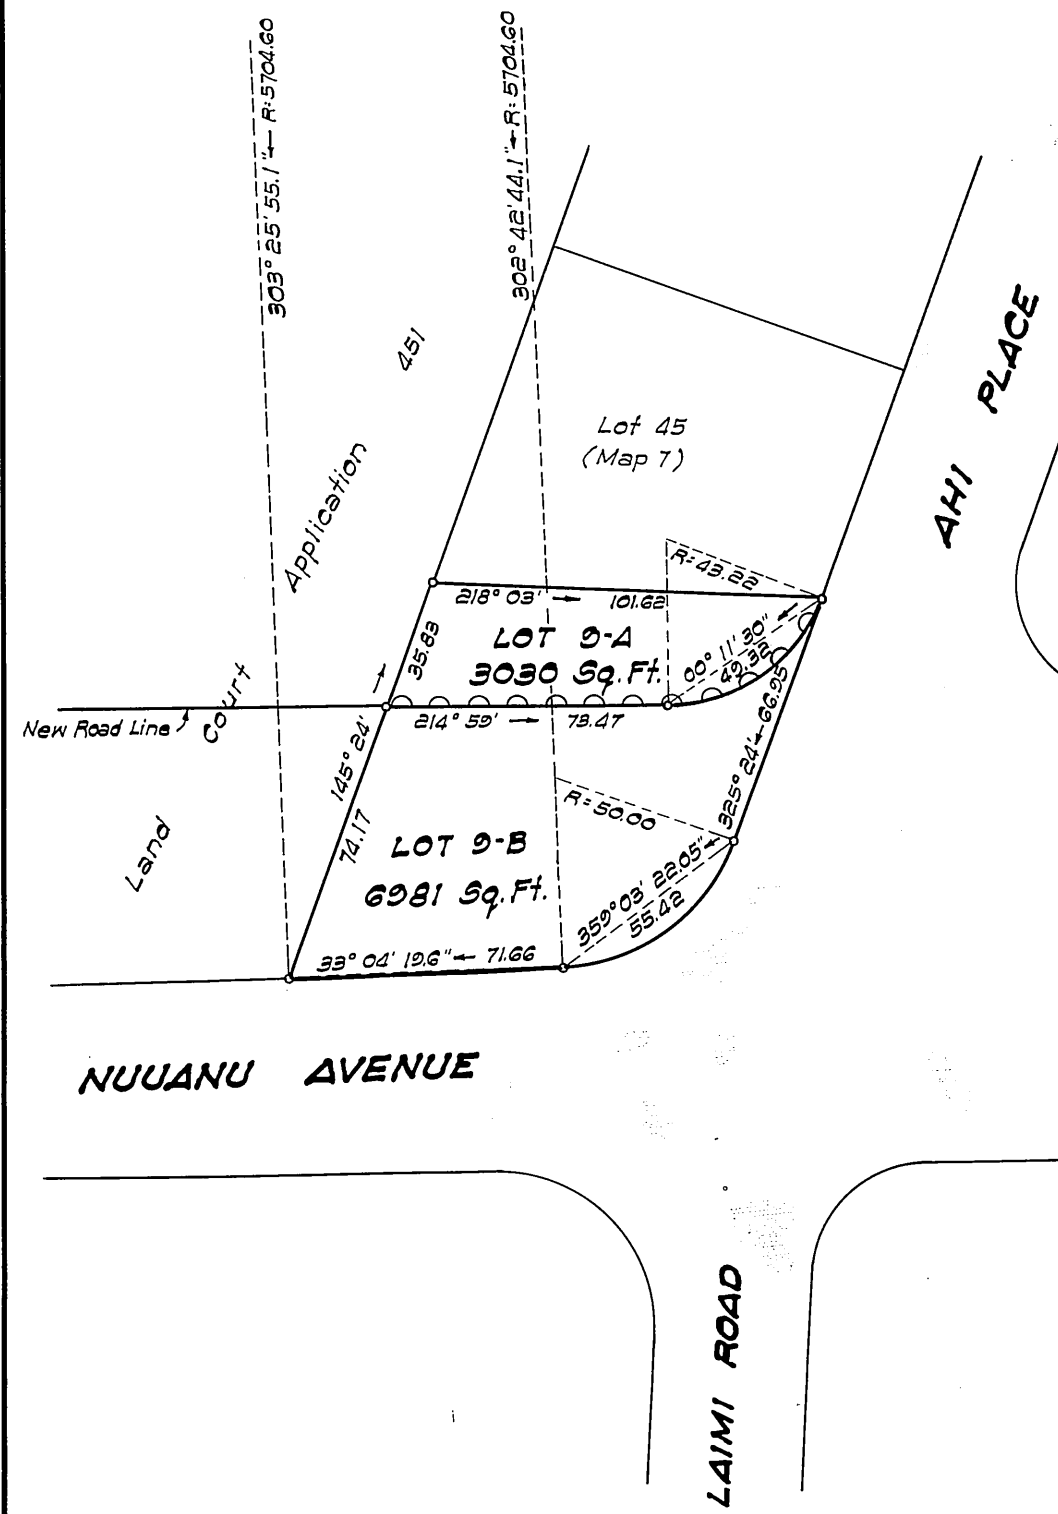 303° 25' 55.1" ← R:5704.60
302° 42' 44.1" ← R:5704.60
Land Court Application 451
Lot 45
(Map 7)
AHI PLACE
R=43.22
218° 03' → 101.62
LOT 9-A
3030 Sq.Ft.
35.83
00° 11' 30"
49.32
325° 24' ← 66.95
New Road Line
214° 59' → 73.47
145° 24'
74.17
R=50.00
LOT 9-B
6981 Sq.Ft.
359° 03' 22.05"
55.42
33° 04' 19.6" ← 71.66
NUUANU AVENUE
LAIMI ROAD